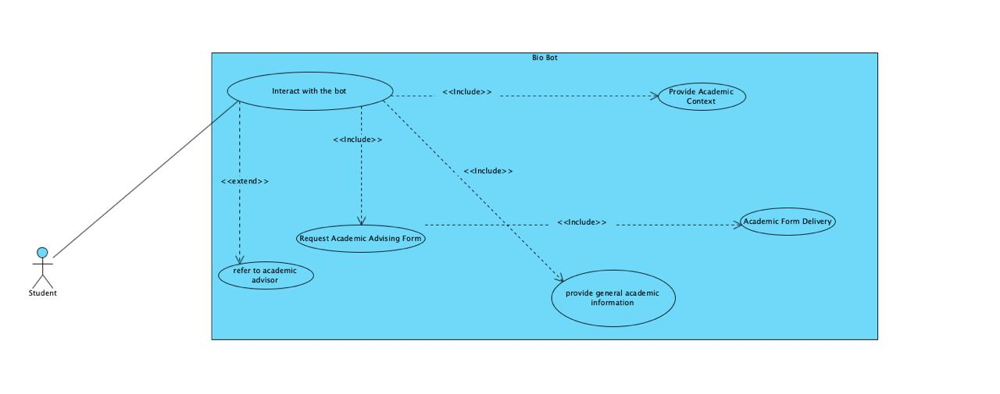 Bio Bot
Interact with the bot
<<Include>>
Provide Academic
Context
<<Include>>
<<Include>>
<<extend>>
<<Include>>
Academic Form Delivery
Request Academic Advising Form
refer to academic
advisor
provide general academic
information
Student